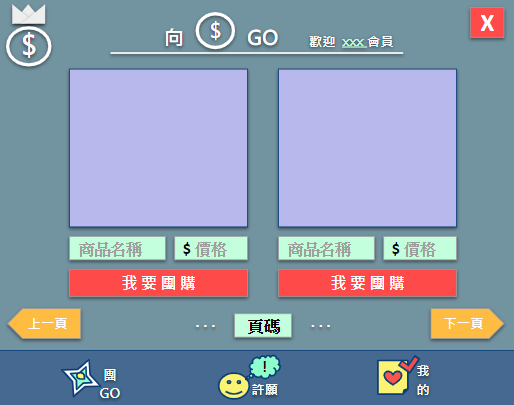 $
向 $ GO
歡迎 xxx 會員
X
商品名稱 $ 價格
商品名稱 $ 價格
我要團購
我要團購
上一頁 ... 頁碼 ... 下一頁
團
GO
!
許願
我
的